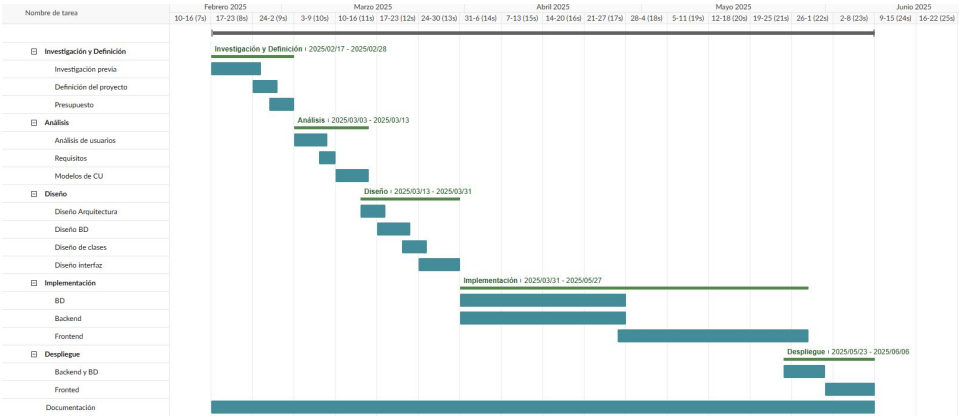 Nombre de tarea
Febrero 2025 Marzo 2025 Abril 2025 Mayo 2025 Junio 2025
10-16 (7s) 17-23 (8s) 24-2 (9s) 3-9 (10s) 10-16 (11s) 17-23 (12s) 24-30 (13s) 31-6 (14s) 7-13 (15s) 14-20 (16s) 21-27 (17s) 28-4 (18s) 5-11 (19s) 12-18 (20s) 19-25 (21s) 26-1 (22s) 2-8 (23s) 9-15 (24s) 16-22 (25s)
Investigación y Definición Investigación y Definición : 2025/02/17 - 2025/02/28
Investigación previa
Definición del proyecto
Presupuesto
Análisis Análisis : 2025/03/03 - 2025/03/13
Análisis de usuarios
Requisitos
Modelos de CU
Diseño Diseño : 2025/03/13 - 2025/03/31
Diseño Arquitectura
Diseño BD
Diseño de clases
Diseño interfaz
Implementación Implementación : 2025/03/31 - 2025/05/27
BD
Backend
Frontend
Despliegue Despliegue : 2025/05/23 - 2025/06/06
Backend y BD
Fronted
Documentación